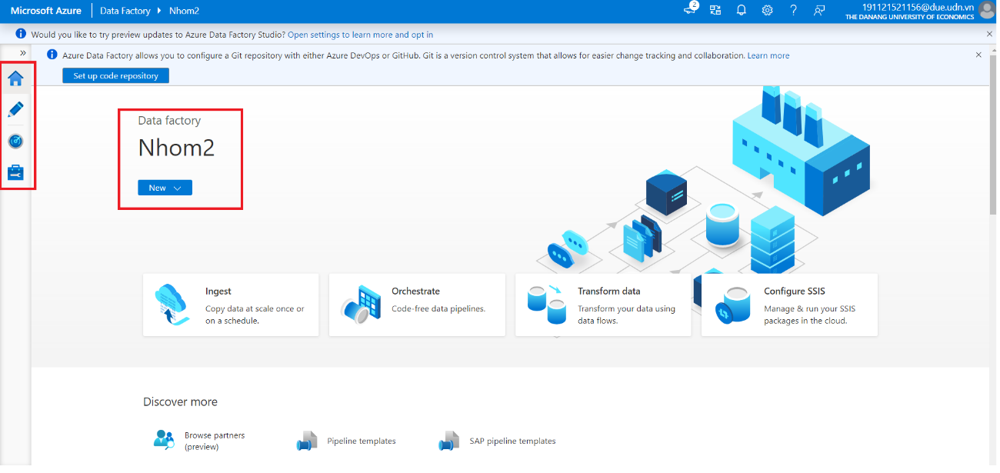 Microsoft Azure
Data Factory
Nhom2
2
191121521156@due.udn.vn
THE DANANG UNIVERSITY OF ECONOMICS
Would you like to try preview updates to Azure Data Factory Studio? Open settings to learn more and opt in
Azure Data Factory allows you to configure a Git repository with either Azure DevOps or GitHub. Git is a version control system that allows for easier change tracking and collaboration. Learn more
Set up code repository
Data factory
Nhom2
New
Ingest
Copy data at scale once or
on a schedule.
Orchestrate
Code-free data pipelines.
Transform data
Transform your data using
data flows.
Configure SSIS
Manage & run your SSIS
packages in the cloud.
Discover more
Browse partners
(preview)
Pipeline templates
SAP pipeline templates